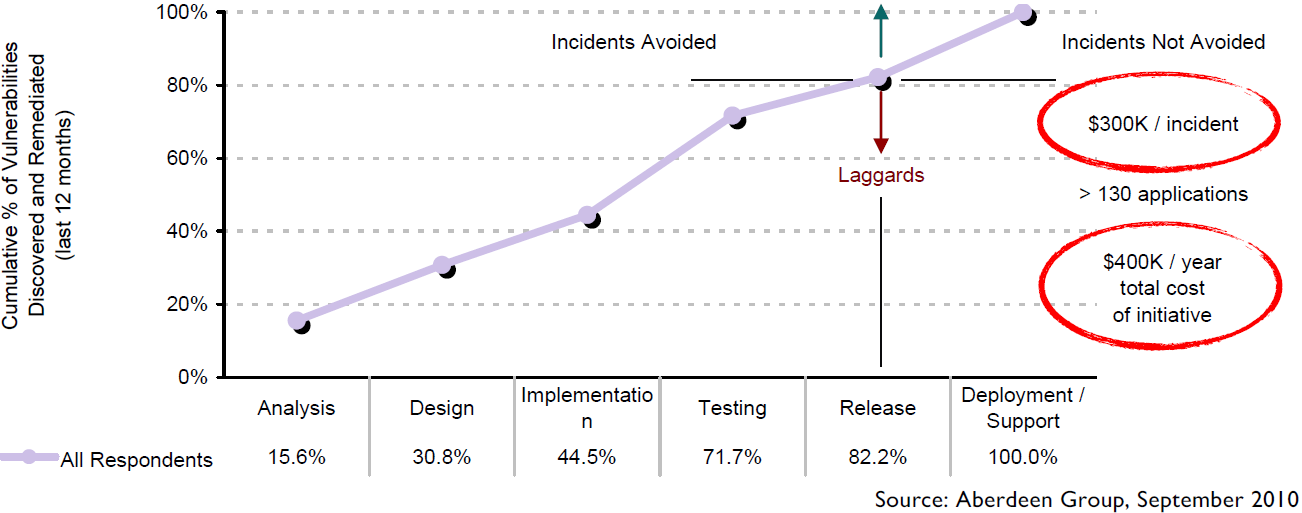 100%
80%
60%
40%
20%
0%
Cumulative % of Vulnerabilities
Discovered and Remediated
(last 12 months)
Incidents Avoided
Incidents Not Avoided
$300K / incident
Laggards
> 130 applications
$400K / year
total cost
of initiative
Analysis
Design
Implementatio
n
Testing
Release
Deployment /
Support
All Respondents
15.6%
30.8%
44.5%
71.7%
82.2%
100.0%
Source: Aberdeen Group, September 2010